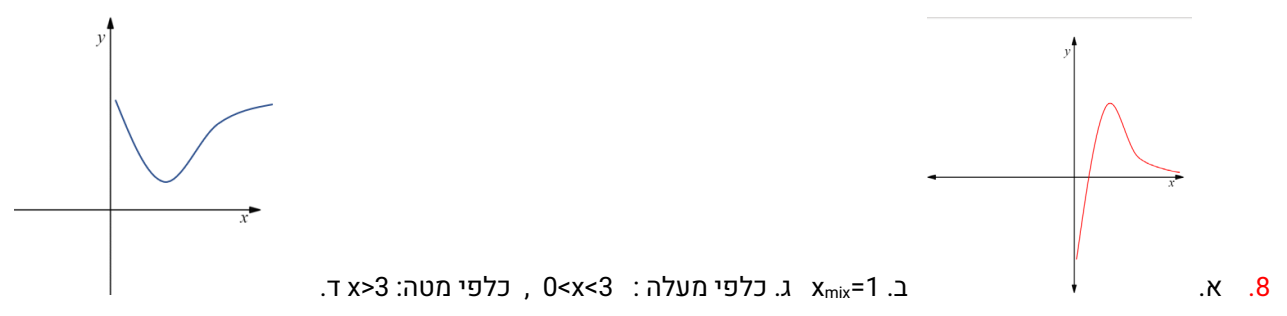 y
x
y
x
8. א. ב. x_mix=1 ג. כלפי מעלה : 0<x<3 , כלפי מטה: x>3 ד.